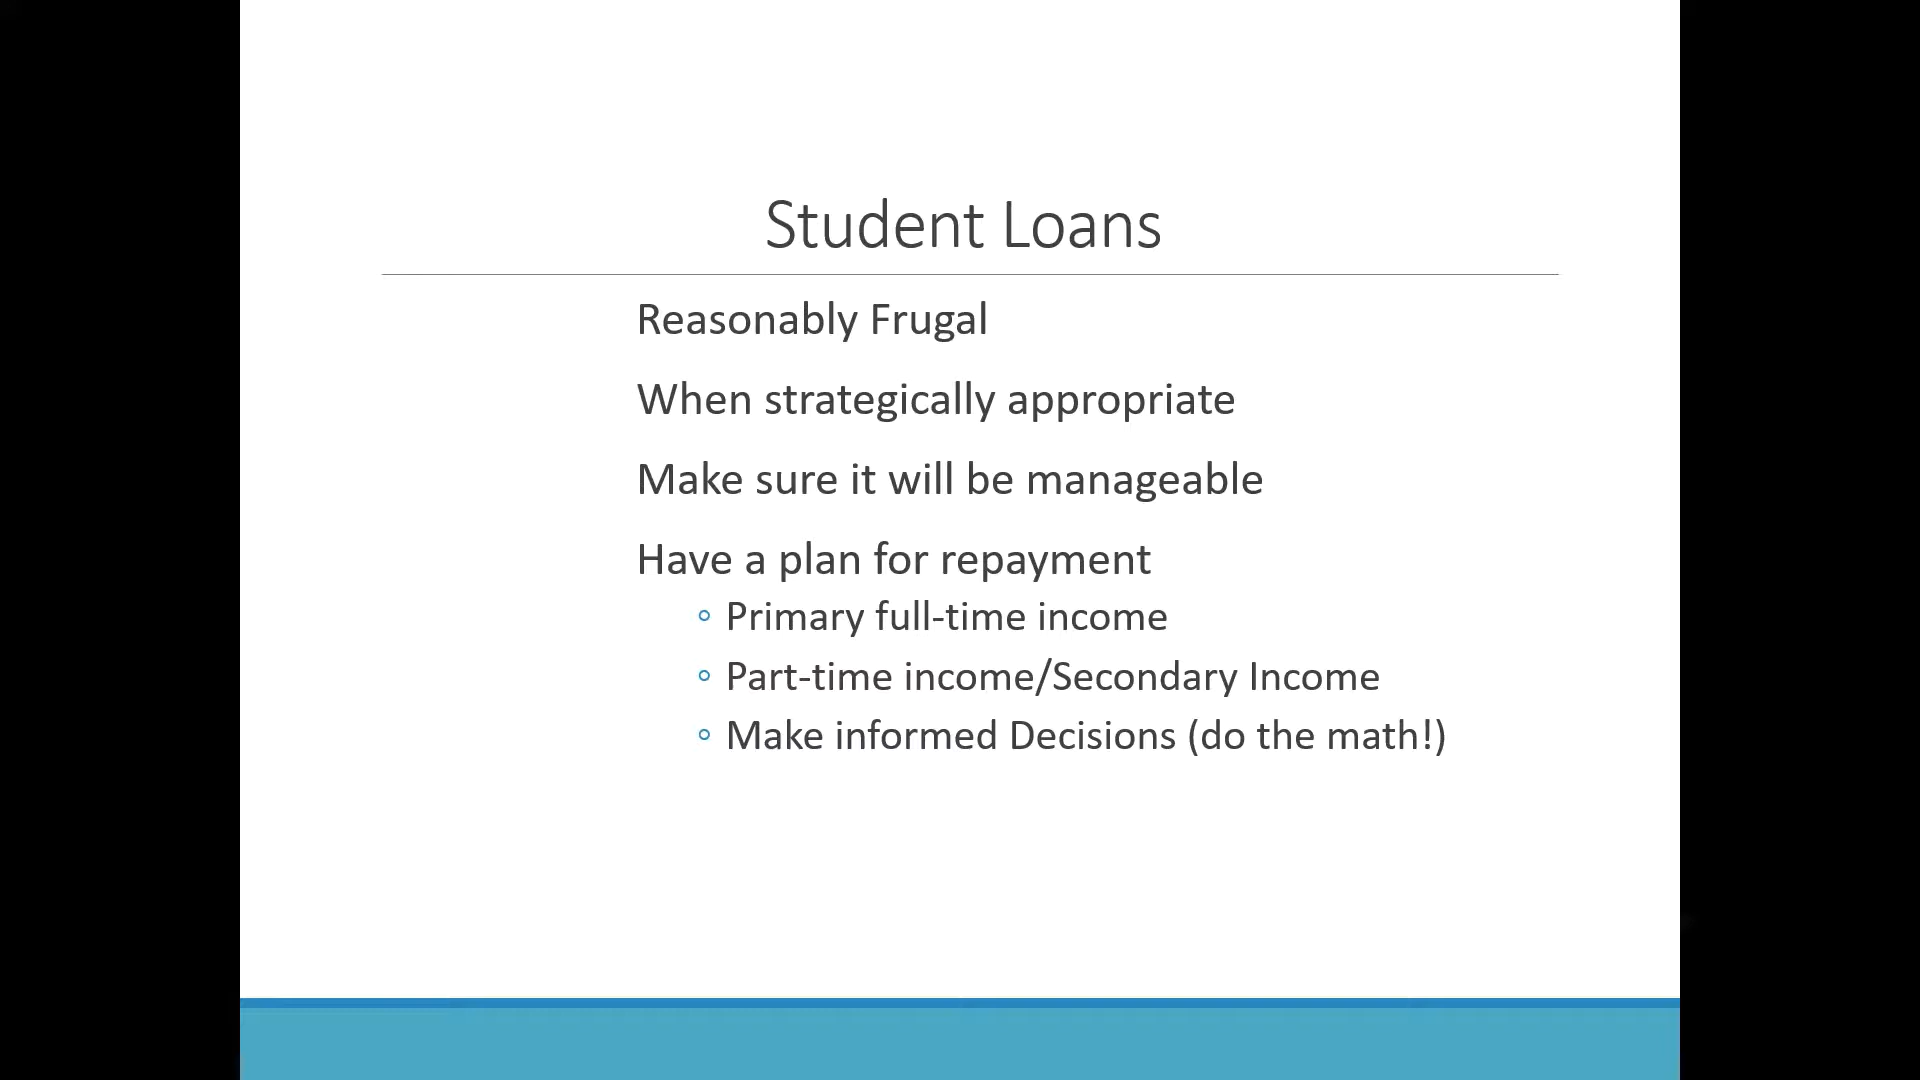 Student Loans
Reasonably Frugal
When strategically appropriate
Make sure it will be manageable
Have a plan for repayment
◦ Primary full-time income
◦ Part-time income/Secondary Income
◦ Make informed Decisions (do the math!)